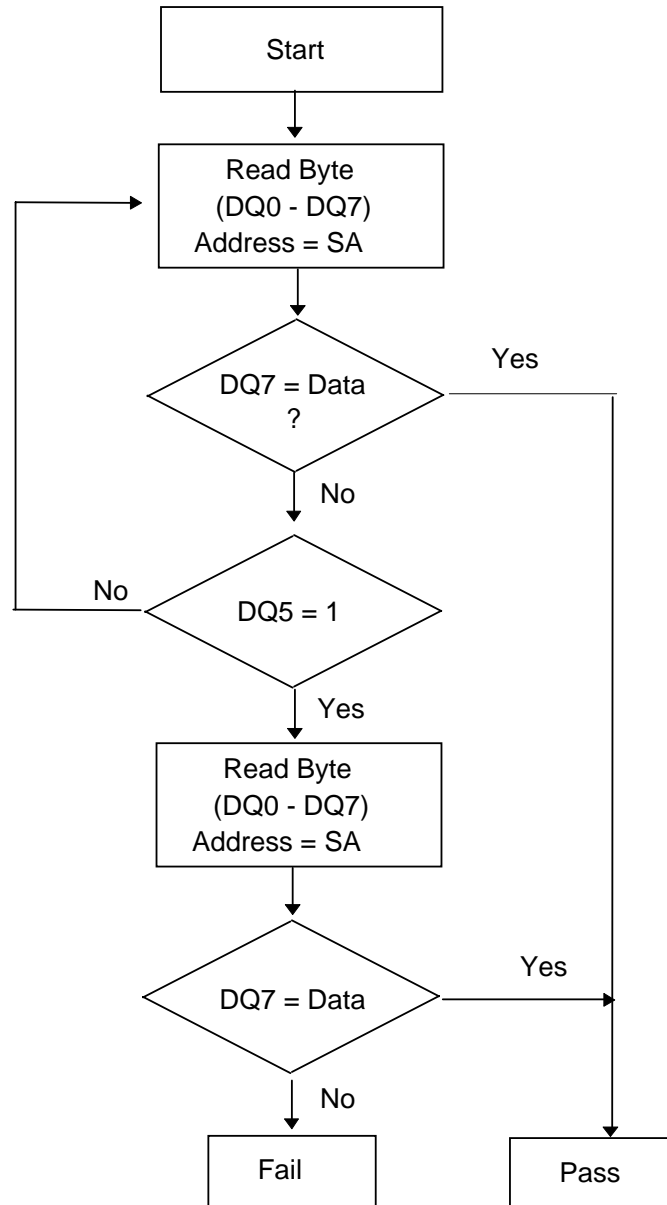 Start
Read Byte
(DQ0 - DQ7)
Address = SA
DQ7 = Data
?
Yes
No
DQ5 = 1
No
Yes
Read Byte
(DQ0 - DQ7)
Address = SA
DQ7 = Data
Yes
No
Fail
Pass